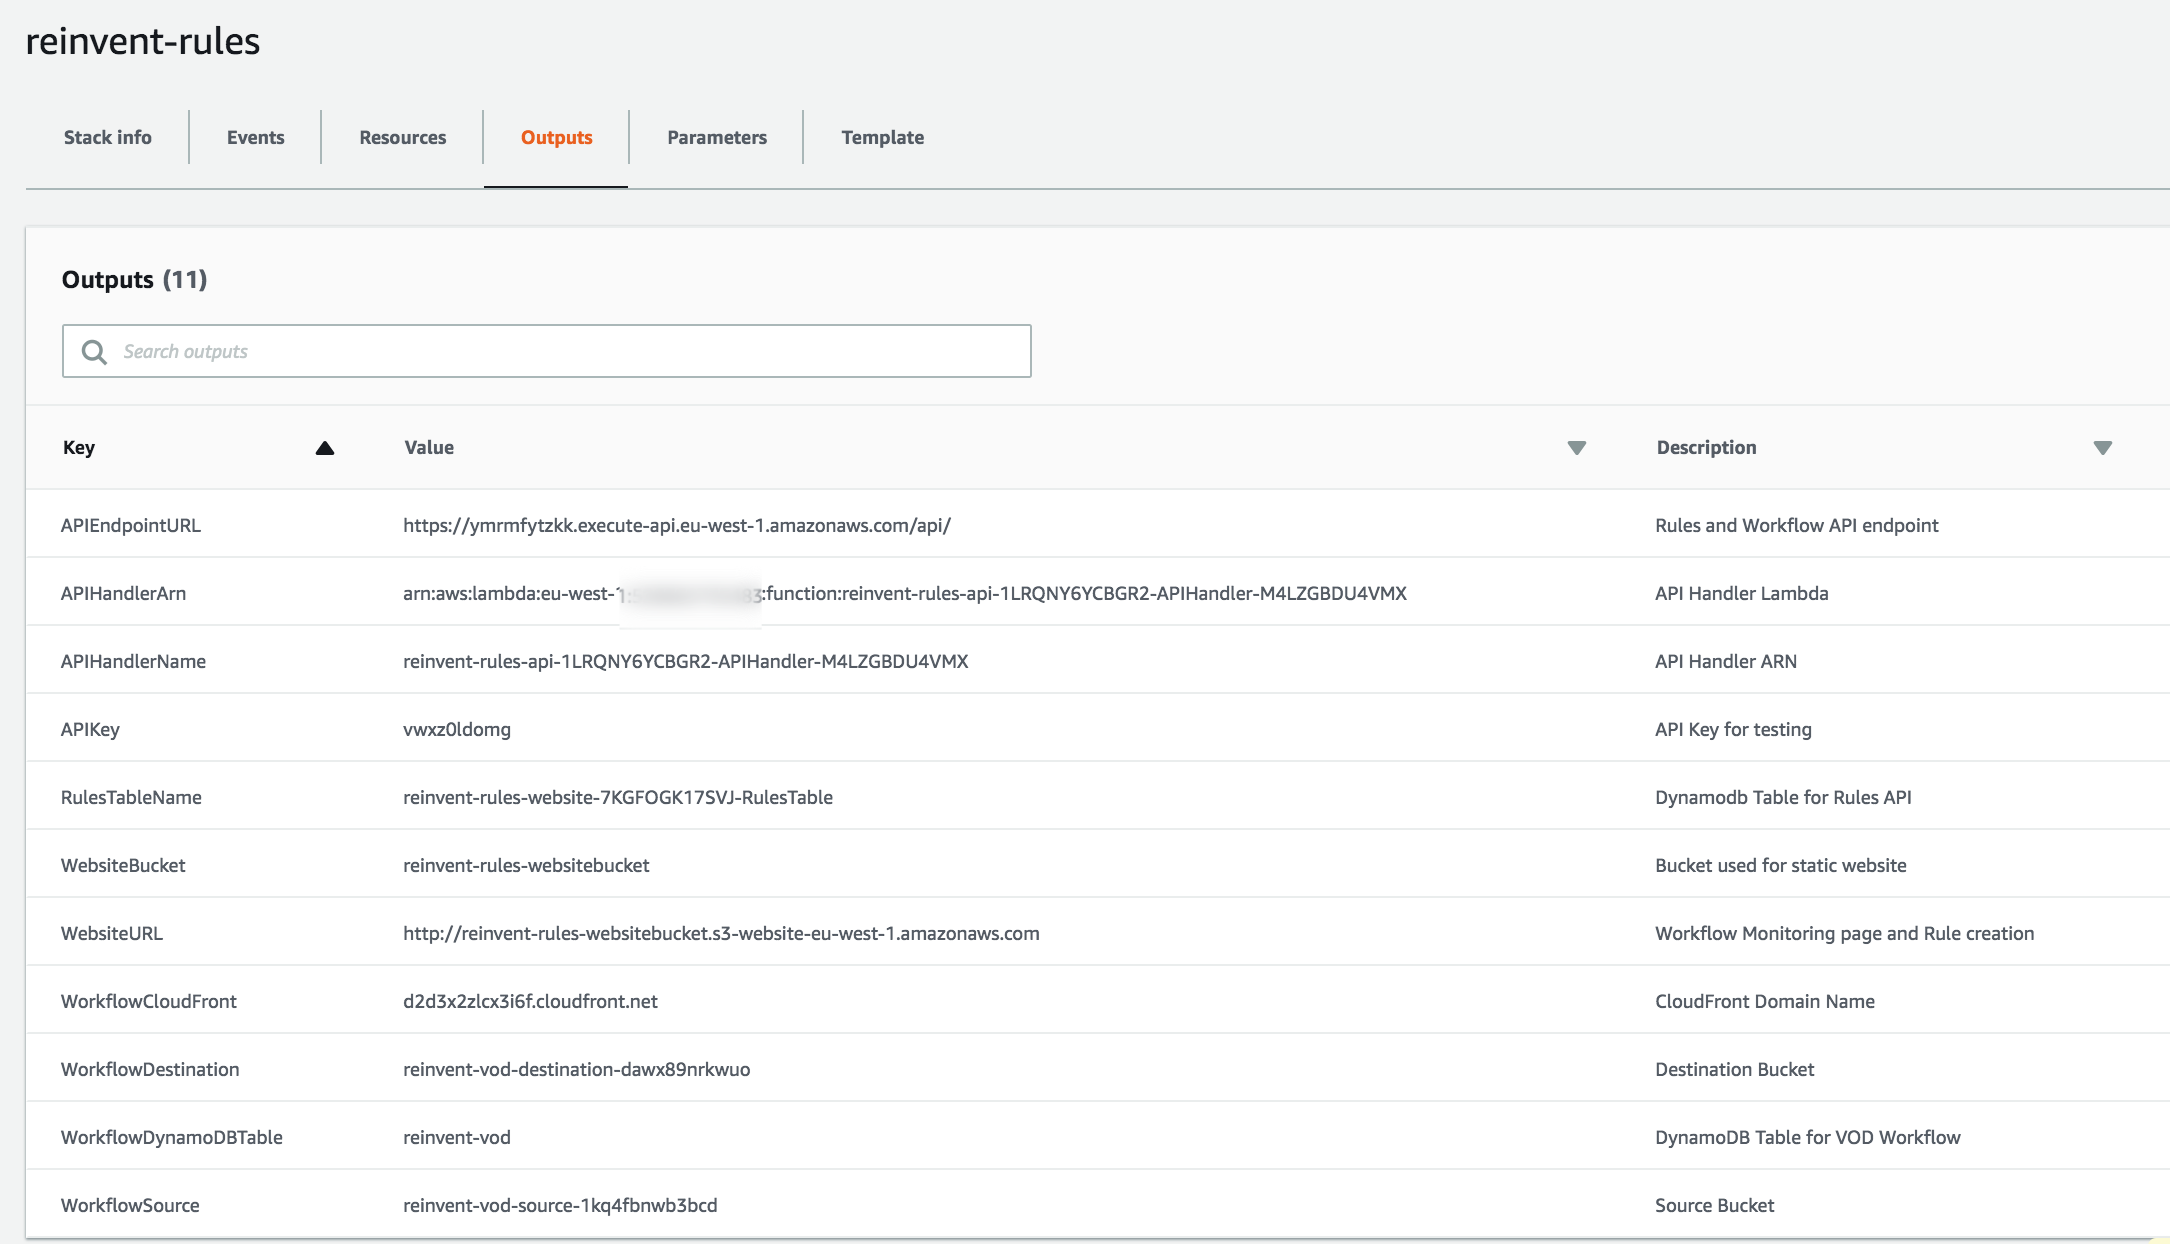 reinvent-rules
Stack info Events Resources Outputs Parameters Template
Outputs (11)
Search outputs
Key Value Description
APIEndpointURL https://ymrmfytzkk.execute-api.eu-west-1.amazonaws.com/api/ Rules and Workflow API endpoint
APIHandlerArn arn:aws:lambda:eu-west-1: :function:reinvent-rules-api-1LRQNY6YCBGR2-APIHandler-M4LZGBDU4VMX API Handler Lambda
APIHandlerName reinvent-rules-api-1LRQNY6YCBGR2-APIHandler-M4LZGBDU4VMX API Handler ARN
APIKey vwxz0ldomg API Key for testing
RulesTableName reinvent-rules-website-7KGFOGK17SVJ-RulesTable Dynamodb Table for Rules API
WebsiteBucket reinvent-rules-websitebucket Bucket used for static website
WebsiteURL http://reinvent-rules-websitebucket.s3-website-eu-west-1.amazonaws.com Workflow Monitoring page and Rule creation
WorkflowCloudFront d2d3x2zlcx3i6f.cloudfront.net CloudFront Domain Name
WorkflowDestination reinvent-vod-destination-dawx89nrkwuo Destination Bucket
WorkflowDynamoDBTable reinvent-vod DynamoDB Table for VOD Workflow
WorkflowSource reinvent-vod-source-1kq4fbnwb3bcd Source Bucket